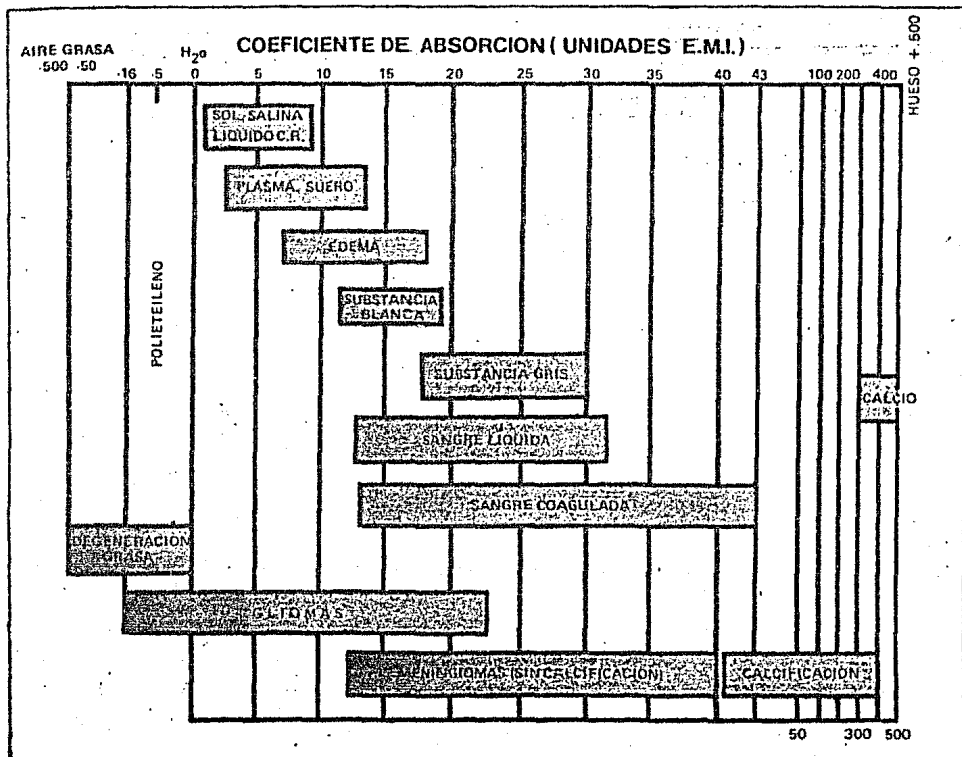 COEFICIENTE DE ABSORCION ( UNIDADES E.M.I.)
AIRE GRASA H₂O
-500 -50 -16 -5 0 5 10 15 20 25 30 35 40 43 100 200 400
HUESO +.500
SOL. SALINA
LIQUIDO C.R.
PLASMA. SUERO
EDEMA
POLIETEILENO
SUBSTANCIA
BLANCA
SUBSTANCIA GRIS
CALCIO
SANGRE LIQUIDA
SANGRE COAGULADA
DEGENERACION
GRASA
GLIOMAS
MENINGIOMAS (SIN CALCIFICACION)
CALCIFICACION
50 300 500